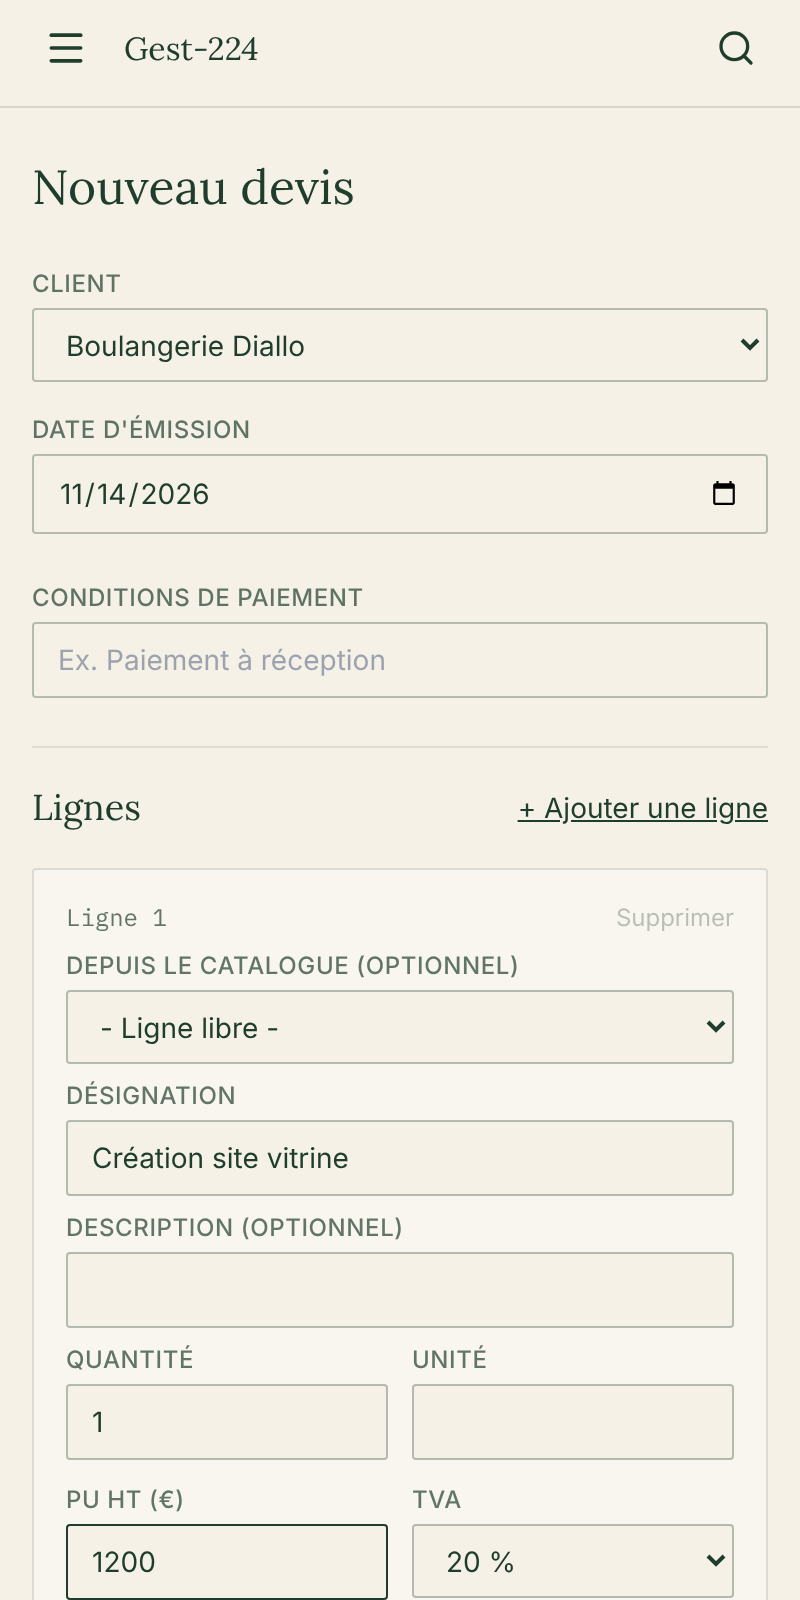 Gest-224
Nouveau devis
CLIENT
Boulangerie Diallo
DATE D'ÉMISSION
11/14/2026
CONDITIONS DE PAIEMENT
Ex. Paiement à réception
Lignes
+ Ajouter une ligne
Ligne 1
Supprimer
DEPUIS LE CATALOGUE (OPTIONNEL)
- Ligne libre -
DÉSIGNATION
Création site vitrine
DESCRIPTION (OPTIONNEL)
QUANTITÉ
UNITÉ
1
PU HT (€)
TVA
1200
20 %